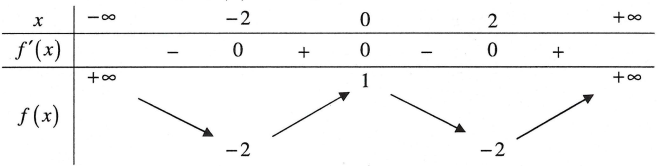 x −∞ −2 0 2 +∞
f′(x) − 0 + 0 − 0 +
+∞ 1 +∞
f(x)
−2 −2